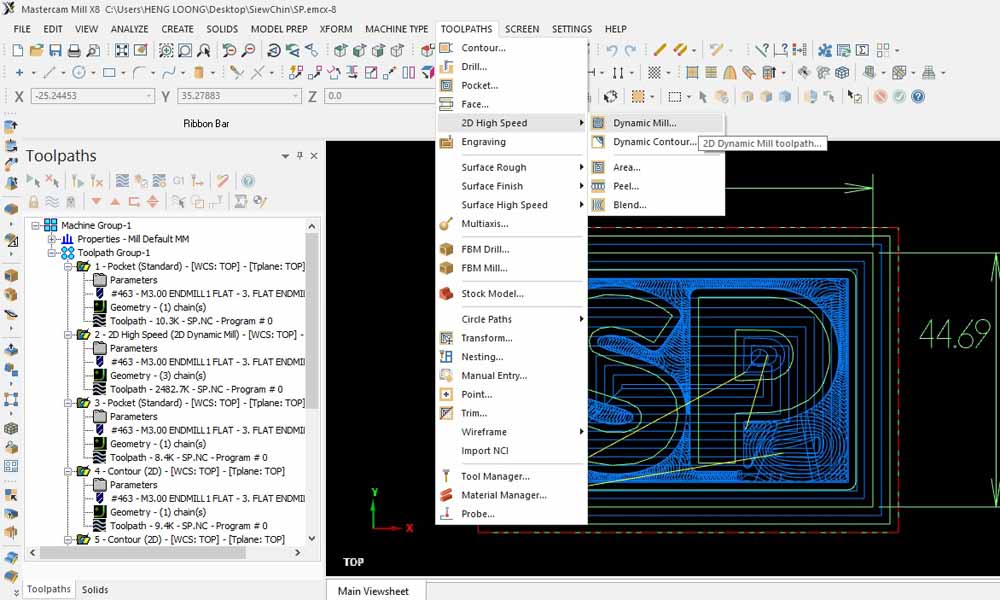 Mastercam Mill X8 C:\Users\HENG LOONG\Desktop\SiewChin\SP.emcx-8
FILE EDIT VIEW ANALYZE CREATE SOLIDS MODEL PREP XFORM MACHINE TYPE TOOLPATHS SCREEN SETTINGS HELP
X -25.24453 Y 35.27883 Z 0.0
Ribbon Bar
Contour...
Drill...
Pocket...
Face...
2D High Speed
Engraving
Surface Rough
Surface Finish
Surface High Speed
Multiaxis...
FBM Drill...
FBM Mill...
Stock Model...
Circle Paths
Transform...
Nesting...
Manual Entry...
Point...
Trim...
Wireframe
Import NCI
Tool Manager...
Material Manager...
Probe...
Dynamic Mill...
Dynamic Contour...
2D Dynamic Mill toolpath...
Area...
Peel...
Blend...
Toolpaths
G1
Machine Group-1
Properties - Mill Default MM
Toolpath Group-1
1 - Pocket (Standard) - [WCS: TOP] - [Tplane: TOP]
Parameters
#463 - M3.00 ENDMILL1 FLAT - 3. FLAT ENDMI
Geometry - (1) chain(s)
Toolpath - 10.3K - SP.NC - Program # 0
2 - 2D High Speed (2D Dynamic Mill) - [WCS: TOP] -
Parameters
#463 - M3.00 ENDMILL1 FLAT - 3. FLAT ENDMI
Geometry - (3) chain(s)
Toolpath - 2482.7K - SP.NC - Program # 0
3 - Pocket (Standard) - [WCS: TOP] - [Tplane: TOP]
Parameters
#463 - M3.00 ENDMILL1 FLAT - 3. FLAT ENDMI
Geometry - (1) chain(s)
Toolpath - 8.4K - SP.NC - Program # 0
4 - Contour (2D) - [WCS: TOP] - [Tplane: TOP]
Parameters
#463 - M3.00 ENDMILL1 FLAT - 3. FLAT ENDMI
Geometry - (1) chain(s)
Toolpath - 9.4K - SP.NC - Program # 0
5 - Contour (2D) - [WCS: TOP] - [Tplane: TOP]
Toolpaths Solids
44.69
SP
Y
X
TOP
Main Viewsheet